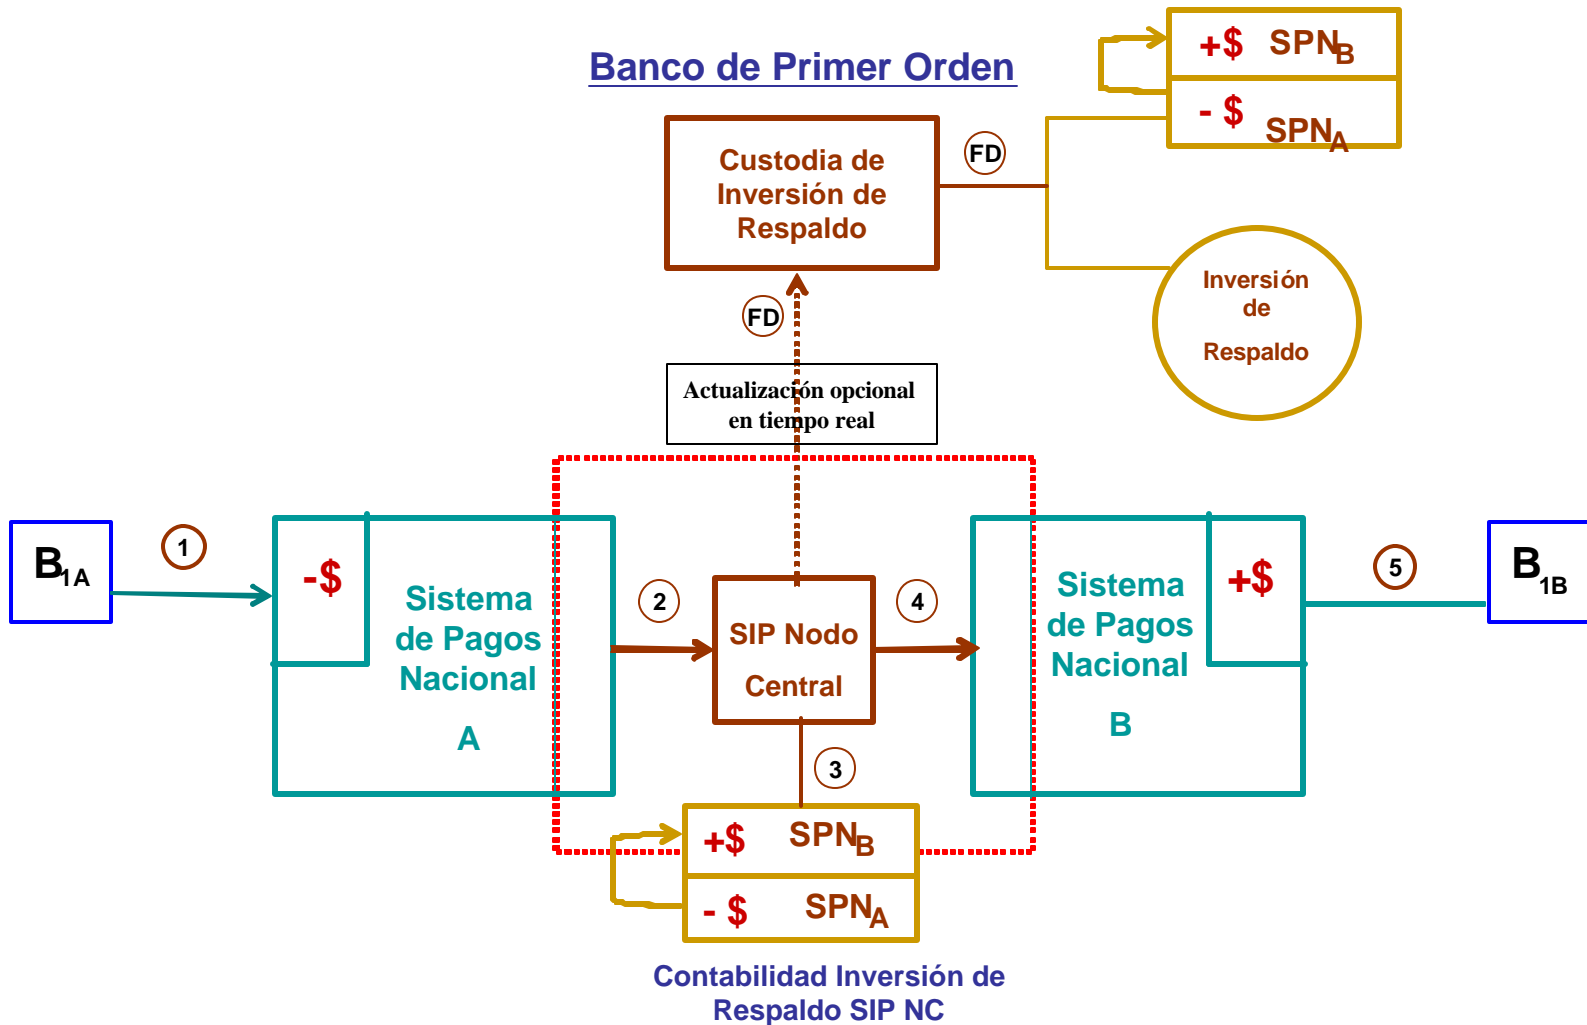 +$ SPNB
Banco de Primer Orden
- $ SPNA
Custodia de
Inversión de
Respaldo
FD
Inversión
de
Respaldo
FD
Actualización opcional
en tiempo real
B1A
1
-$
Sistema
de Pagos
Nacional
A
2
SIP Nodo
Central
4
Sistema
de Pagos
Nacional
B
+$
5
B1B
3
+$ SPNB
- $ SPNA
Contabilidad Inversión de
Respaldo SIP NC